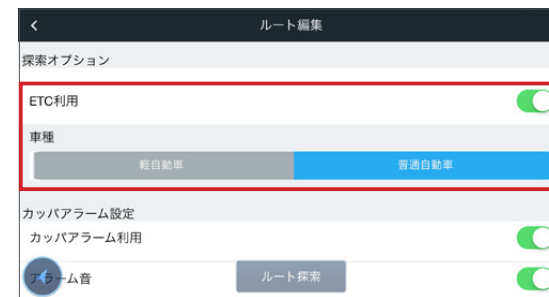 ルート編集
探索オプション
ETC利用
車種
軽自動車 普通自動車
カッパアラーム設定
カッパアラーム利用
アラーム音 ルート探索